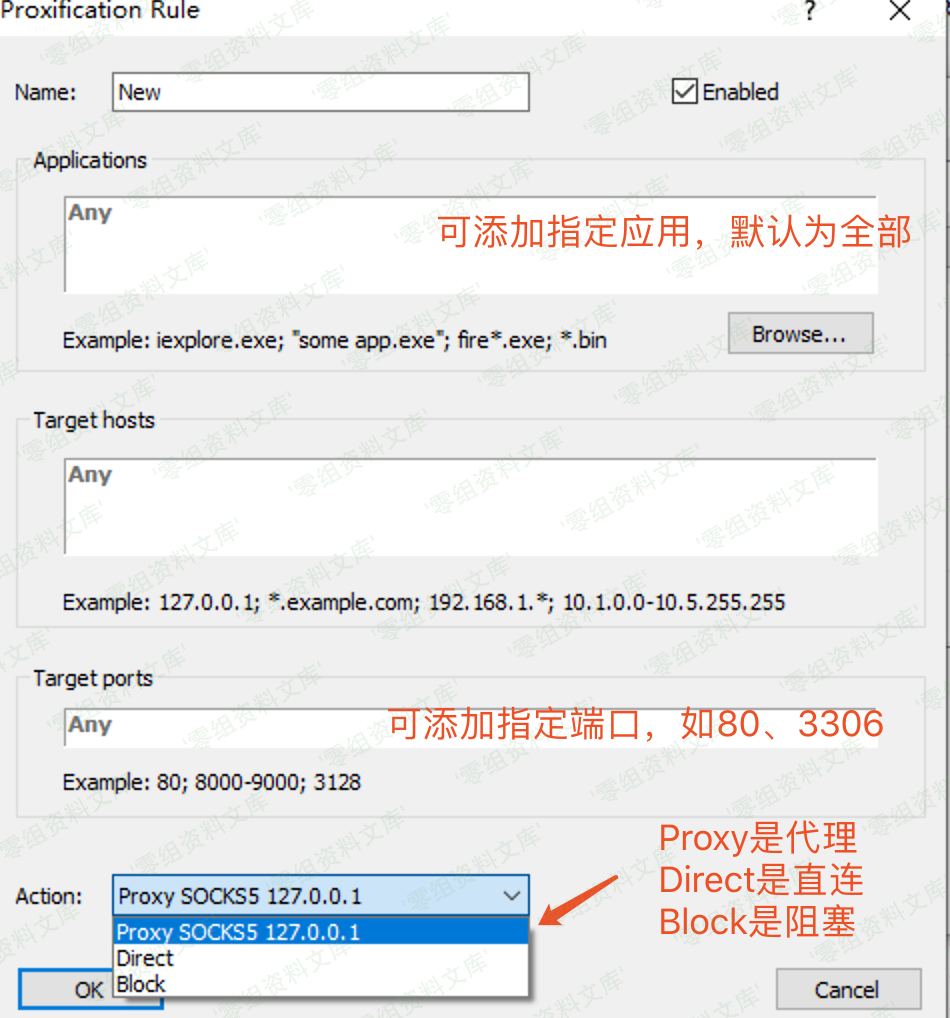 Proxification Rule
Name:
New
Enabled
Applications
Any
可添加指定应用，默认为全部
Example: iexplore.exe; "some app.exe"; fire*.exe; *.bin
Browse...
Target hosts
Any
Example: 127.0.0.1; *.example.com; 192.168.1.*; 10.1.0.0-10.5.255.255
Target ports
Any
可添加指定端口，如80、3306
Example: 80; 8000-9000; 3128
Proxy是代理
Direct是直连
Block是阻塞
Action:
Proxy SOCKS5 127.0.0.1
Proxy SOCKS5 127.0.0.1
Direct
Block
OK
Cancel
'零组资料文库'